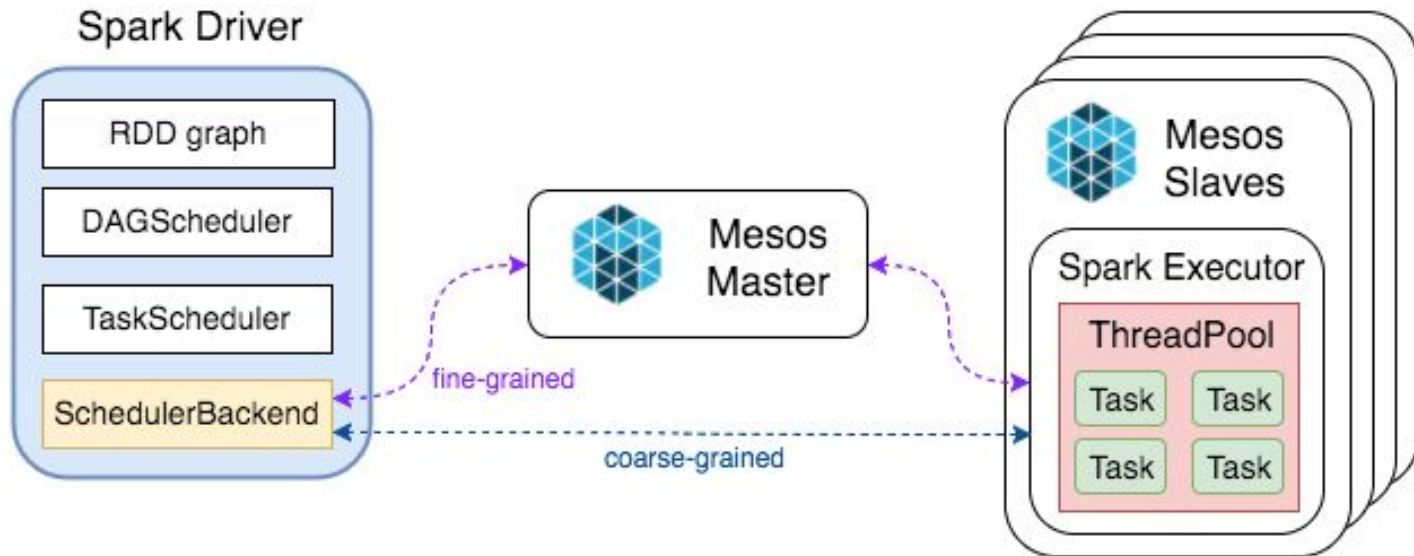 Spark Driver
RDD graph
DAGScheduler
TaskScheduler
SchedulerBackend
fine-grained
coarse-grained
Mesos
Master
Mesos
Slaves
Spark Executor
ThreadPool
Task Task
Task Task